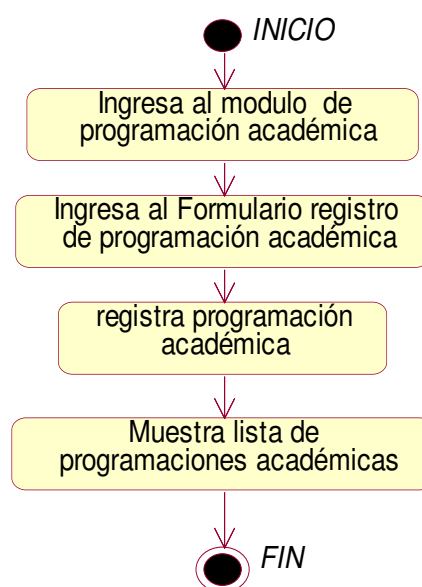 INICIO
Ingresa al modulo de
programación académica
Ingresa al Formulario registro
de programación académica
registra programación
académica
Muestra lista de
programaciones académicas
FIN